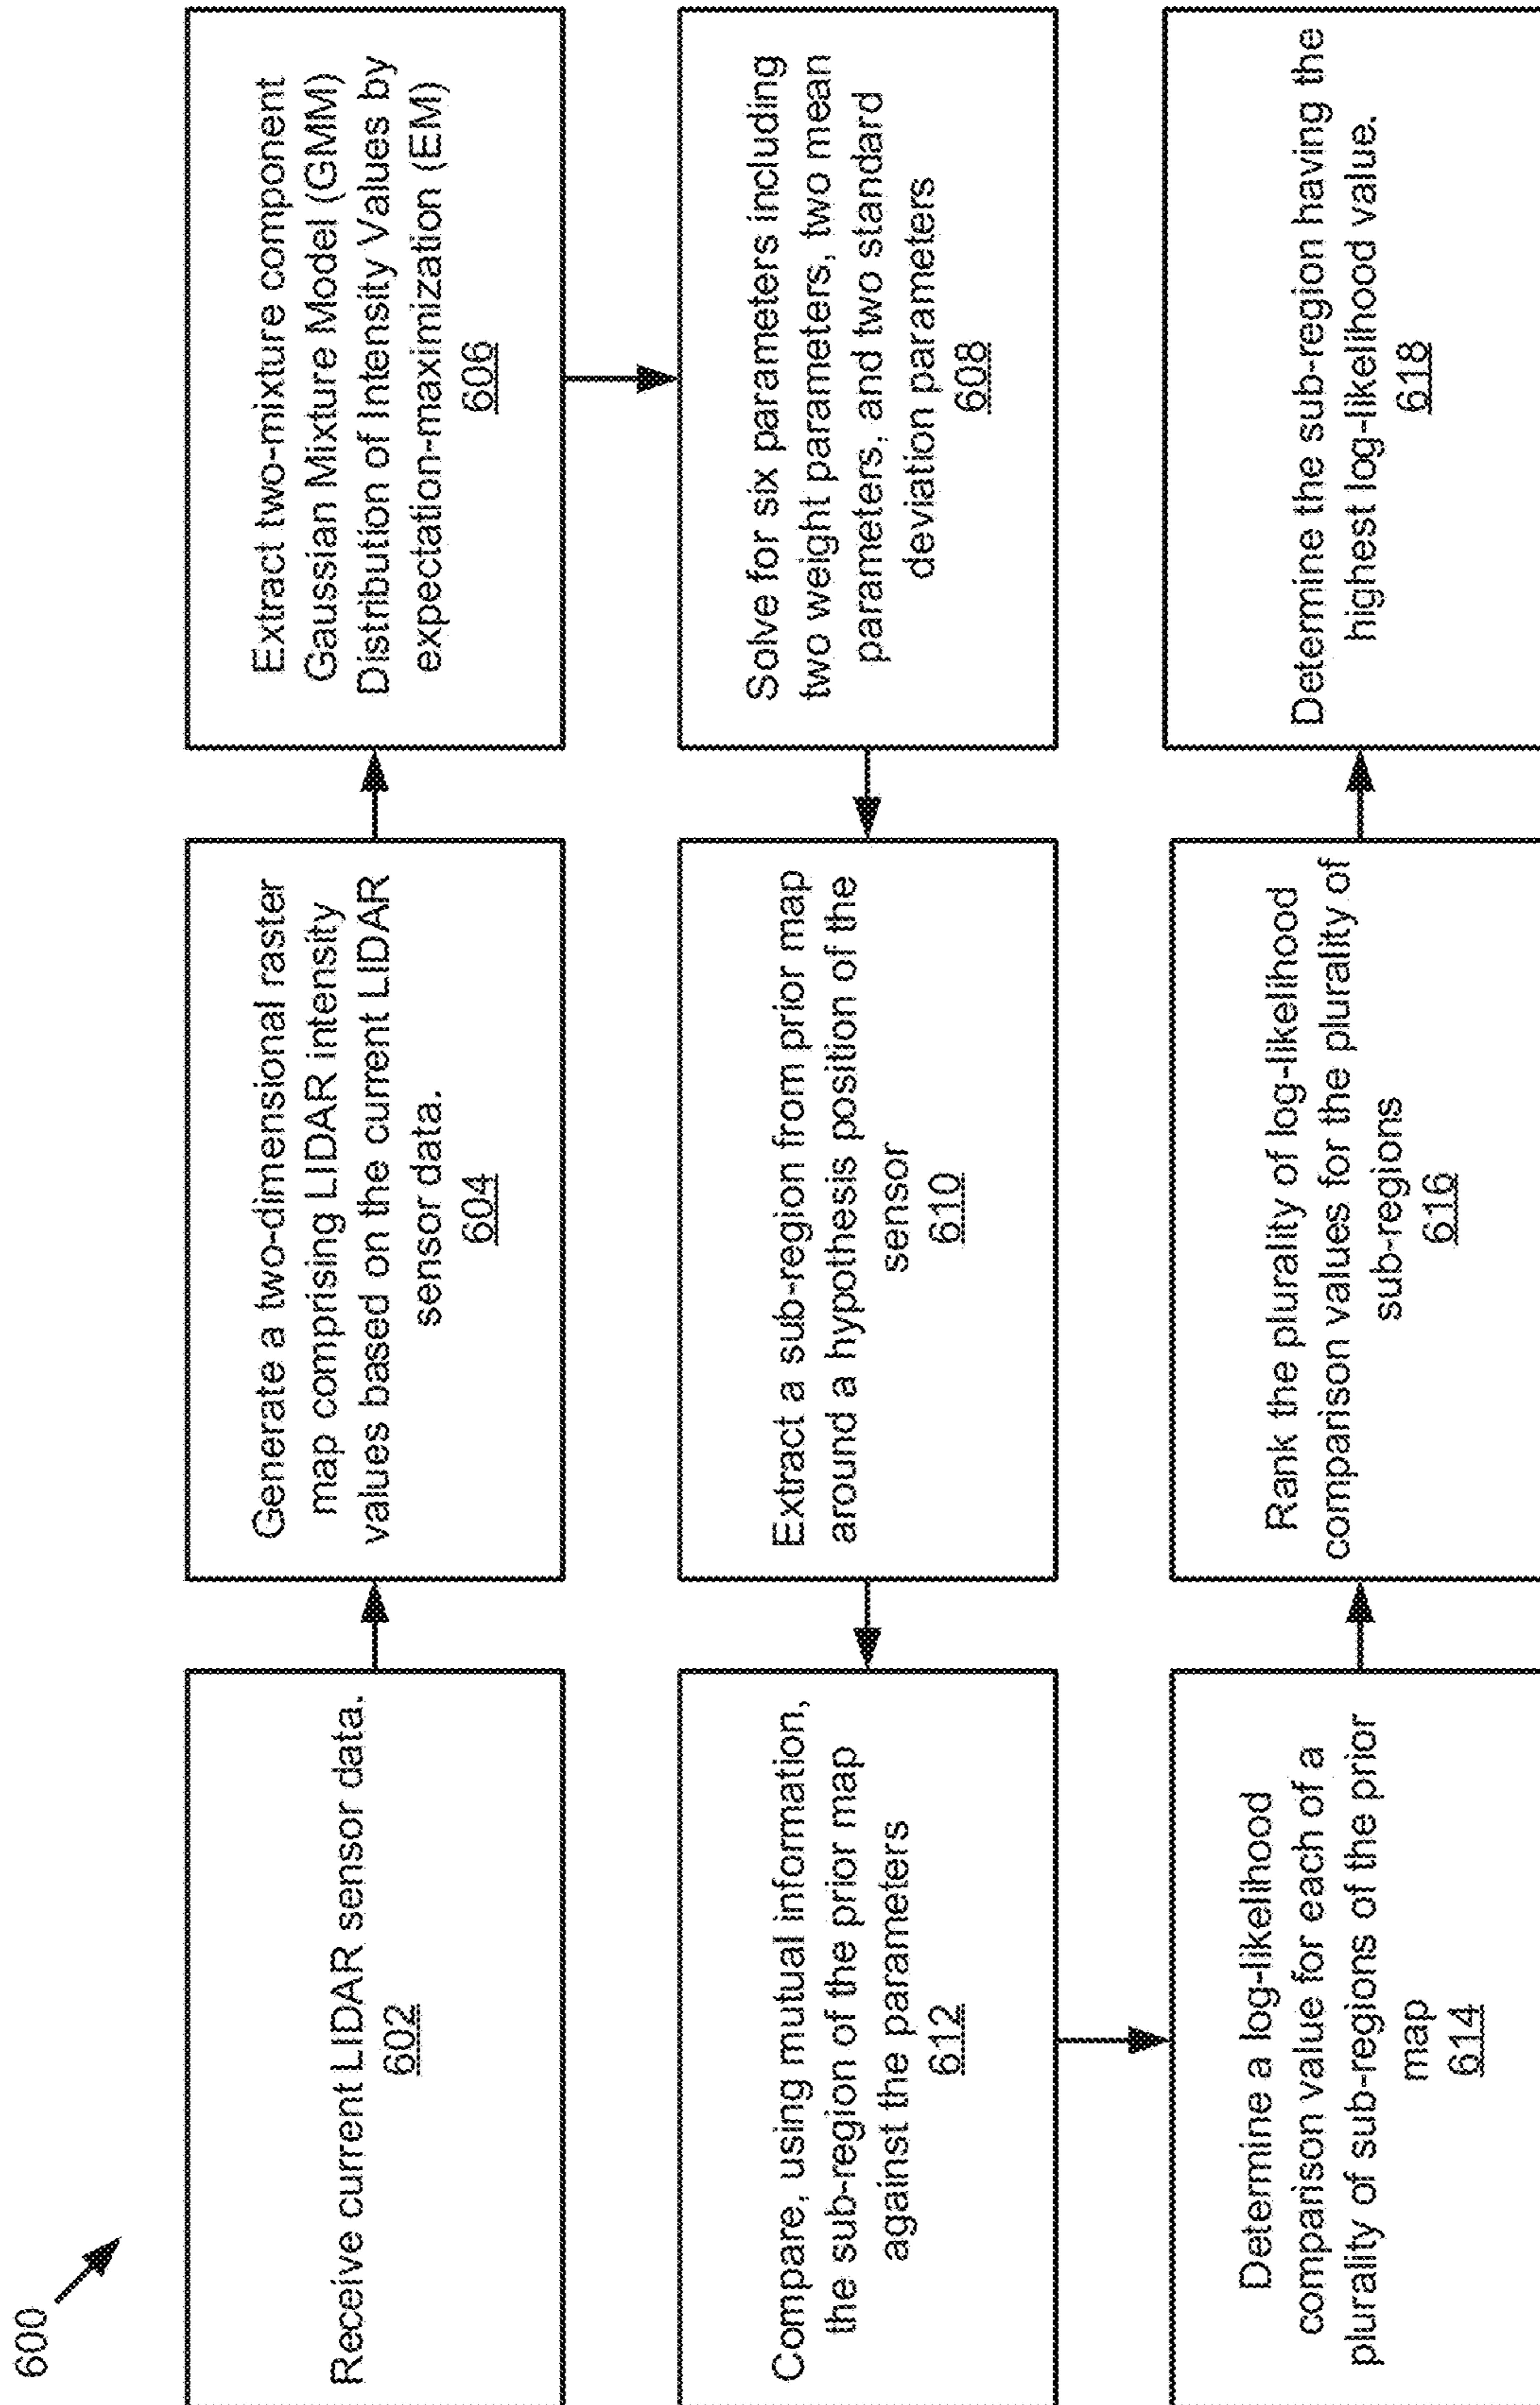 600
Receive current LIDAR sensor data.
602
Generate a two-dimensional raster
map comprising LIDAR intensity
values based on the current LIDAR
sensor data.
604
Extract two-mixture component
Gaussian Mixture Model (GMM)
Distribution of Intensity Values by
expectation-maximization (EM)
606
Solve for six parameters including
two weight parameters, two mean
parameters, and two standard
deviation parameters
608
Extract a sub-region from prior map
around a hypothesis position of the
sensor
610
Compare, using mutual information,
the sub-region of the prior map
against the parameters
612
Determine a log-likelihood
comparison value for each of a
plurality of sub-regions of the prior
map
614
Rank the plurality of log-likelihood
comparison values for the plurality of
sub-regions
616
Determine the sub-region having the
highest log-likelihood value.
618